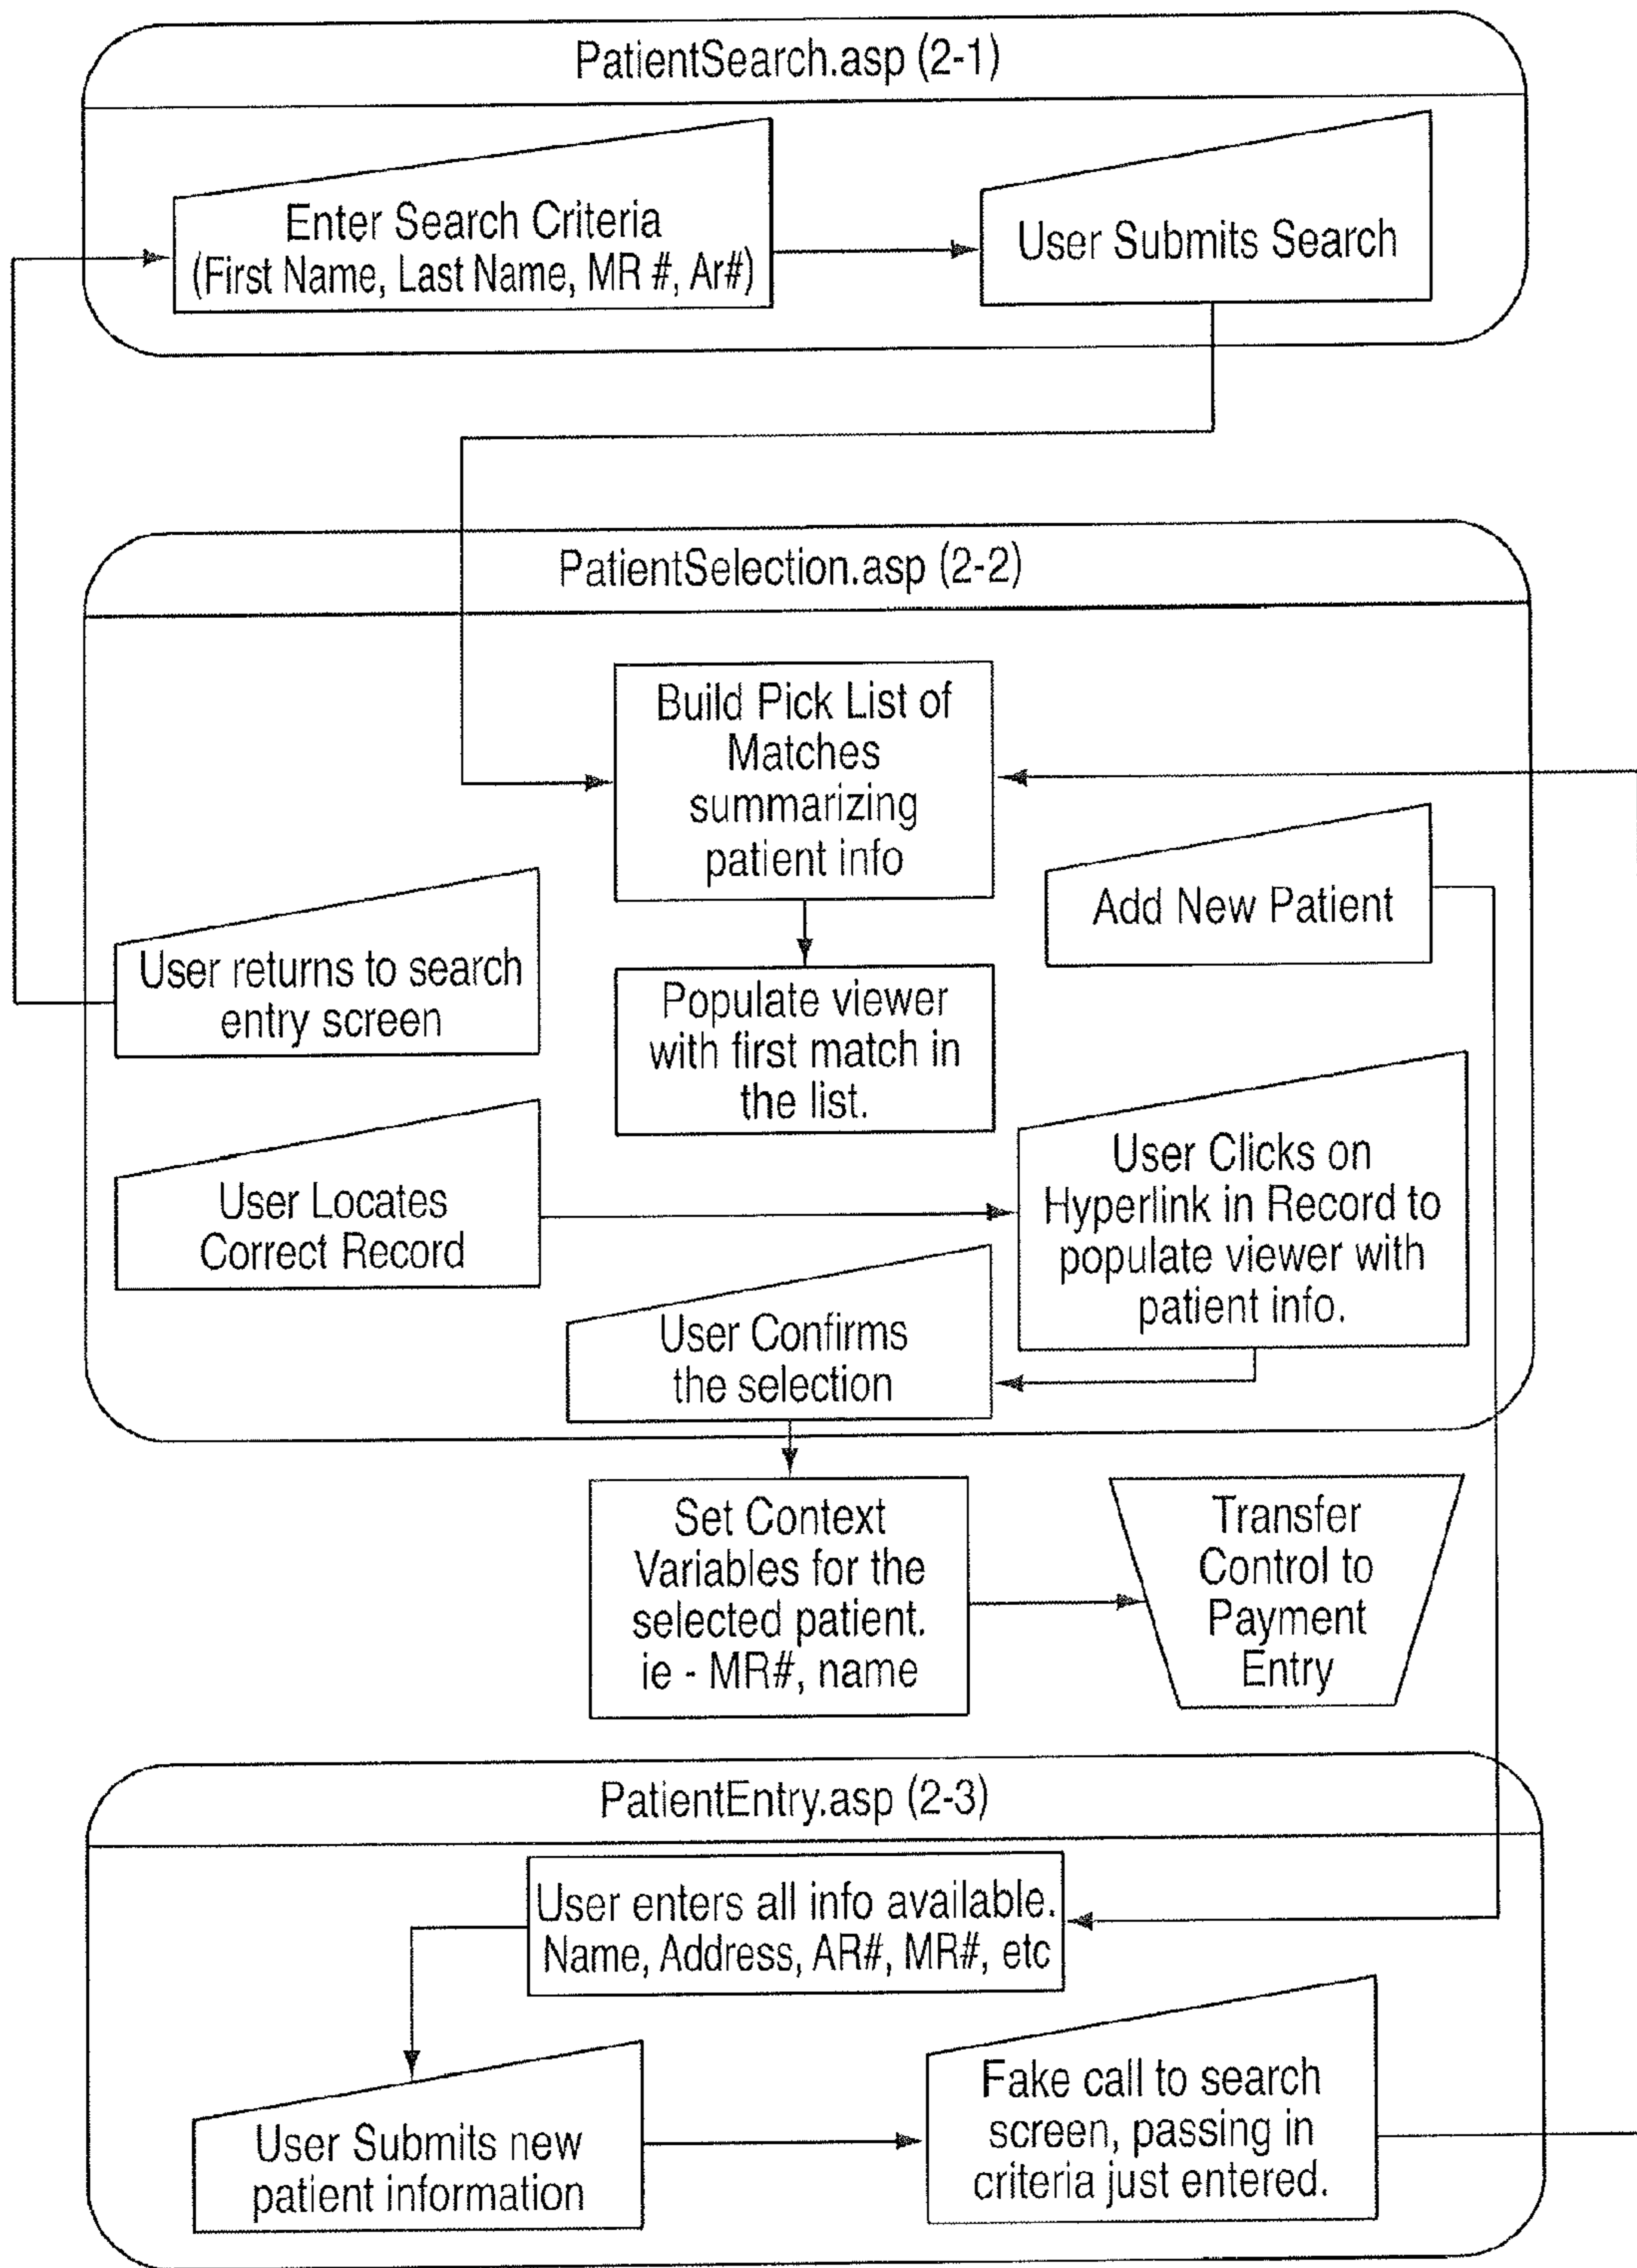 PatientSearch.asp (2-1)
Enter Search Criteria
(First Name, Last Name, MR #, Ar#)
User Submits Search
PatientSelection.asp (2-2)
Build Pick List of
Matches
summarizing
patient info
Add New Patient
User returns to search
entry screen
Populate viewer
with first match in
the list.
User Locates
Correct Record
User Clicks on
Hyperlink in Record to
populate viewer with
patient info.
User Confirms
the selection
Set Context
Variables for the
selected patient.
ie - MR#, name
Transfer
Control to
Payment
Entry
PatientEntry.asp (2-3)
User enters all info available.
Name, Address, AR#, MR#, etc
User Submits new
patient information
Fake call to search
screen, passing in
criteria just entered.